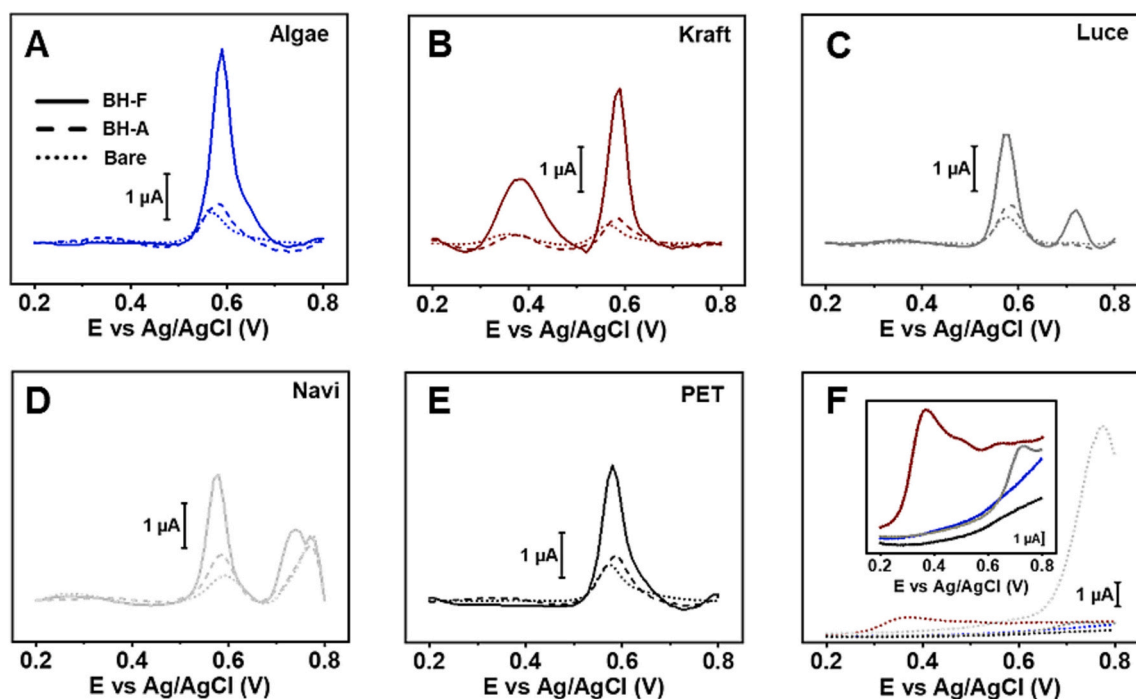 A
Algae
BH-F
BH-A
Bare
1 µA
0.2 0.4 0.6 0.8
E vs Ag/AgCl (V)
B
Kraft
1 µA
0.2 0.4 0.6 0.8
E vs Ag/AgCl (V)
C
Luce
1 µA
0.2 0.4 0.6 0.8
E vs Ag/AgCl (V)
D
Navi
1 µA
0.2 0.4 0.6 0.8
E vs Ag/AgCl (V)
E
PET
1 µA
0.2 0.4 0.6 0.8
E vs Ag/AgCl (V)
F
1 µA
0.2 0.4 0.6 0.8
E vs Ag/AgCl (V)
1 µA
0.2 0.4 0.6 0.8
E vs Ag/AgCl (V)